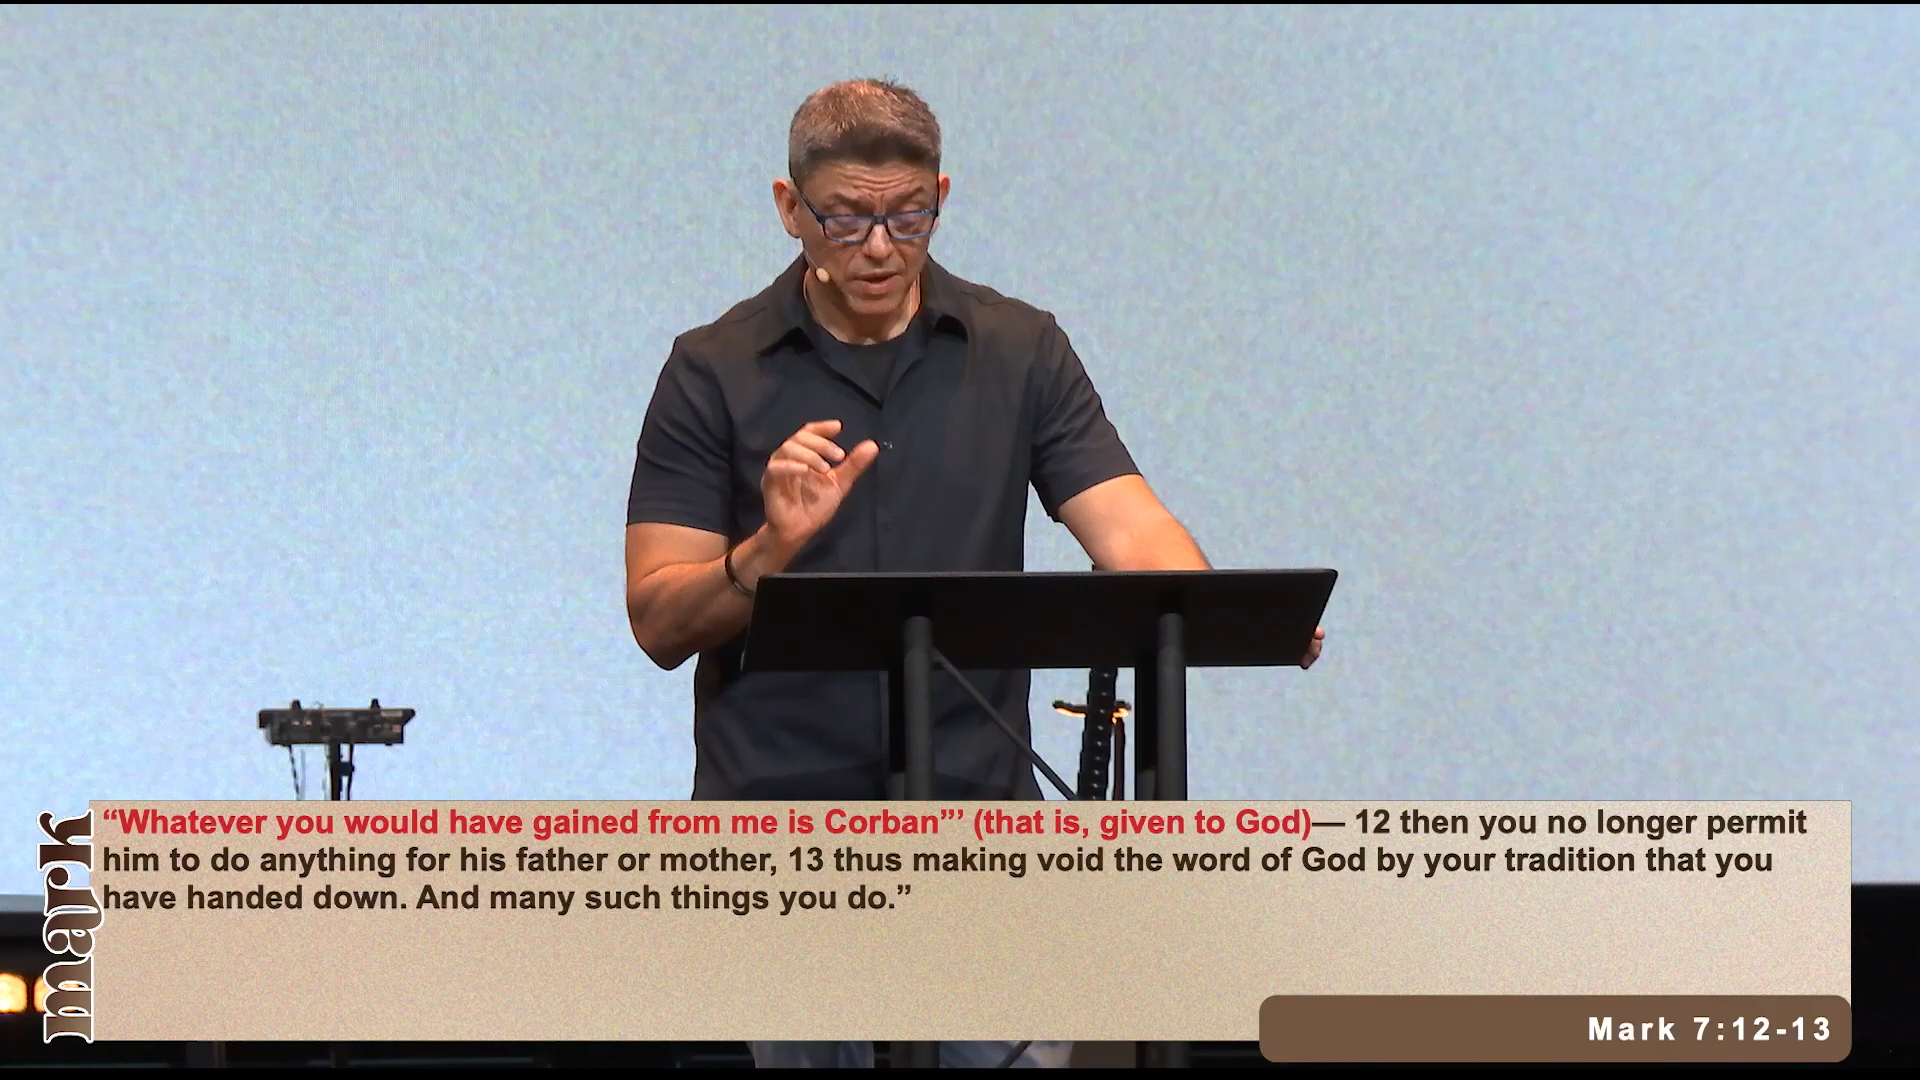 “Whatever you would have gained from me is Corban”’ (that is, given to God)— 12 then you no longer permit
him to do anything for his father or mother, 13 thus making void the word of God by your tradition that you
have handed down. And many such things you do.”
mark
Mark 7:12-13